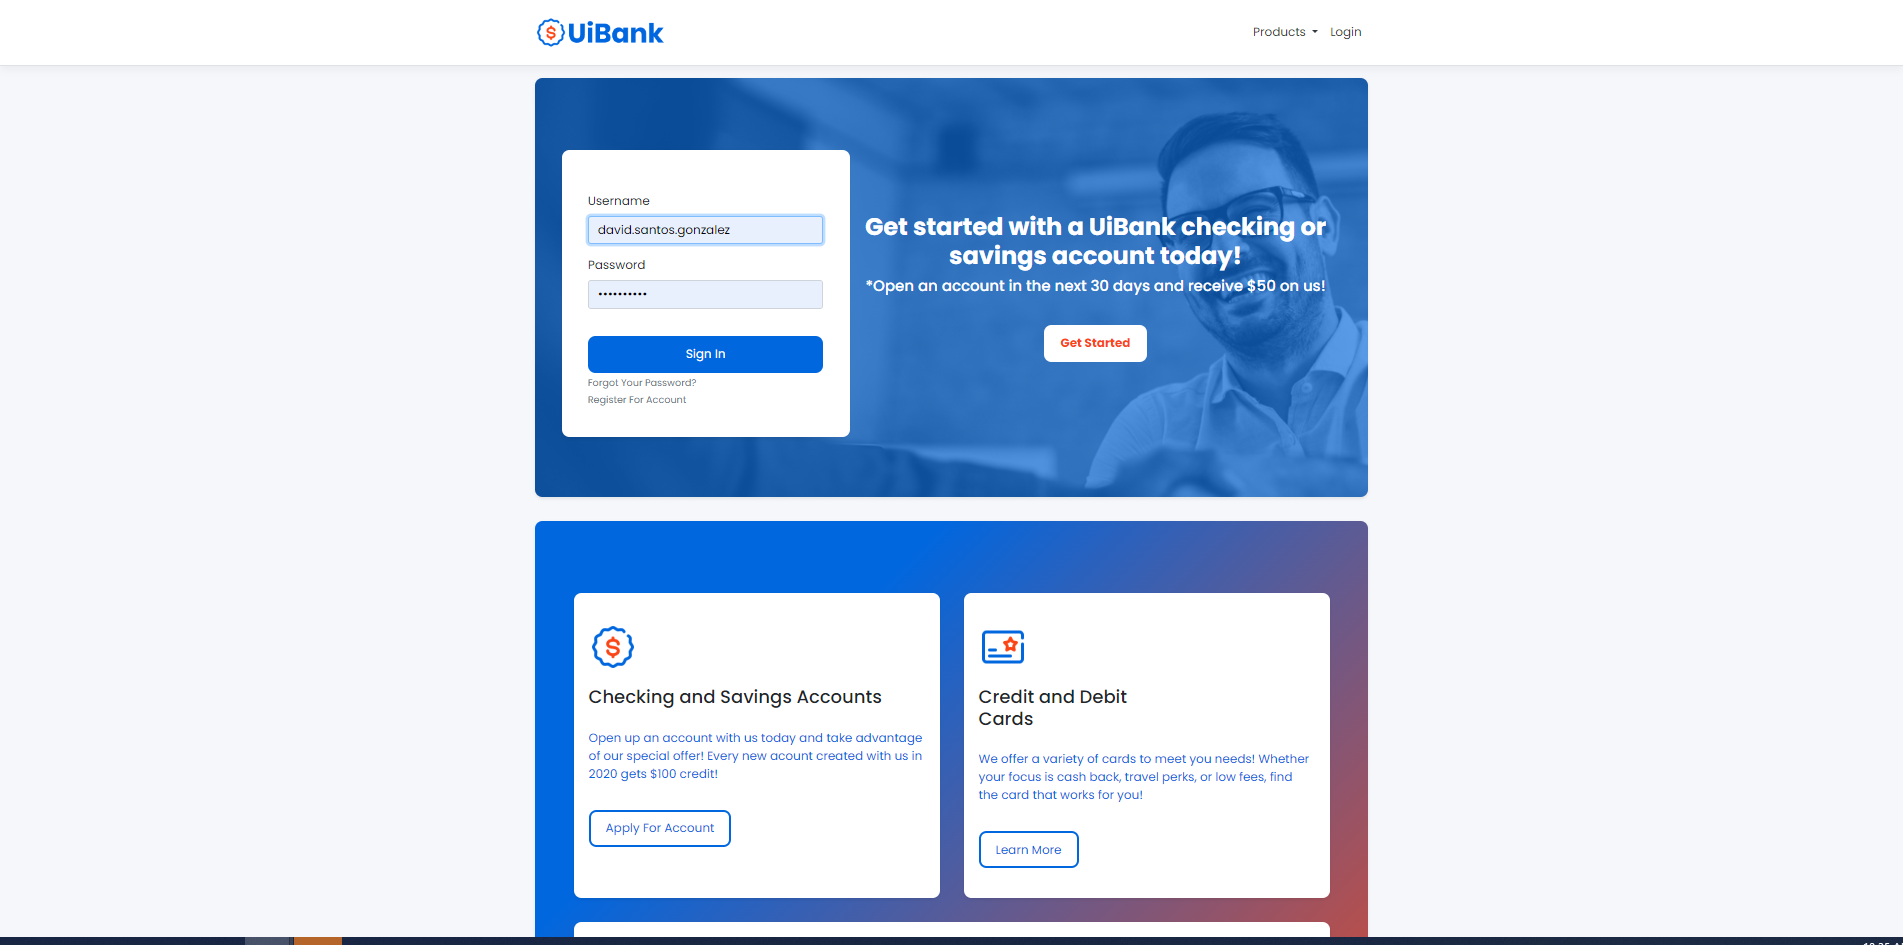 UiBank
Products
Login
Username
david.santos.gonzalez
Password
••••••••••
Sign In
Forgot Your Password?
Register For Account
Get started with a UiBank checking or
savings account today!
*Open an account in the next 30 days and receive $50 on us!
Get Started
Checking and Savings Accounts
Open up an account with us today and take advantage
of our special offer! Every new acount created with us in
2020 gets $100 credit!
Apply For Account
Credit and Debit
Cards
We offer a variety of cards to meet you needs! Whether
your focus is cash back, travel perks, or low fees, find
the card that works for you!
Learn More